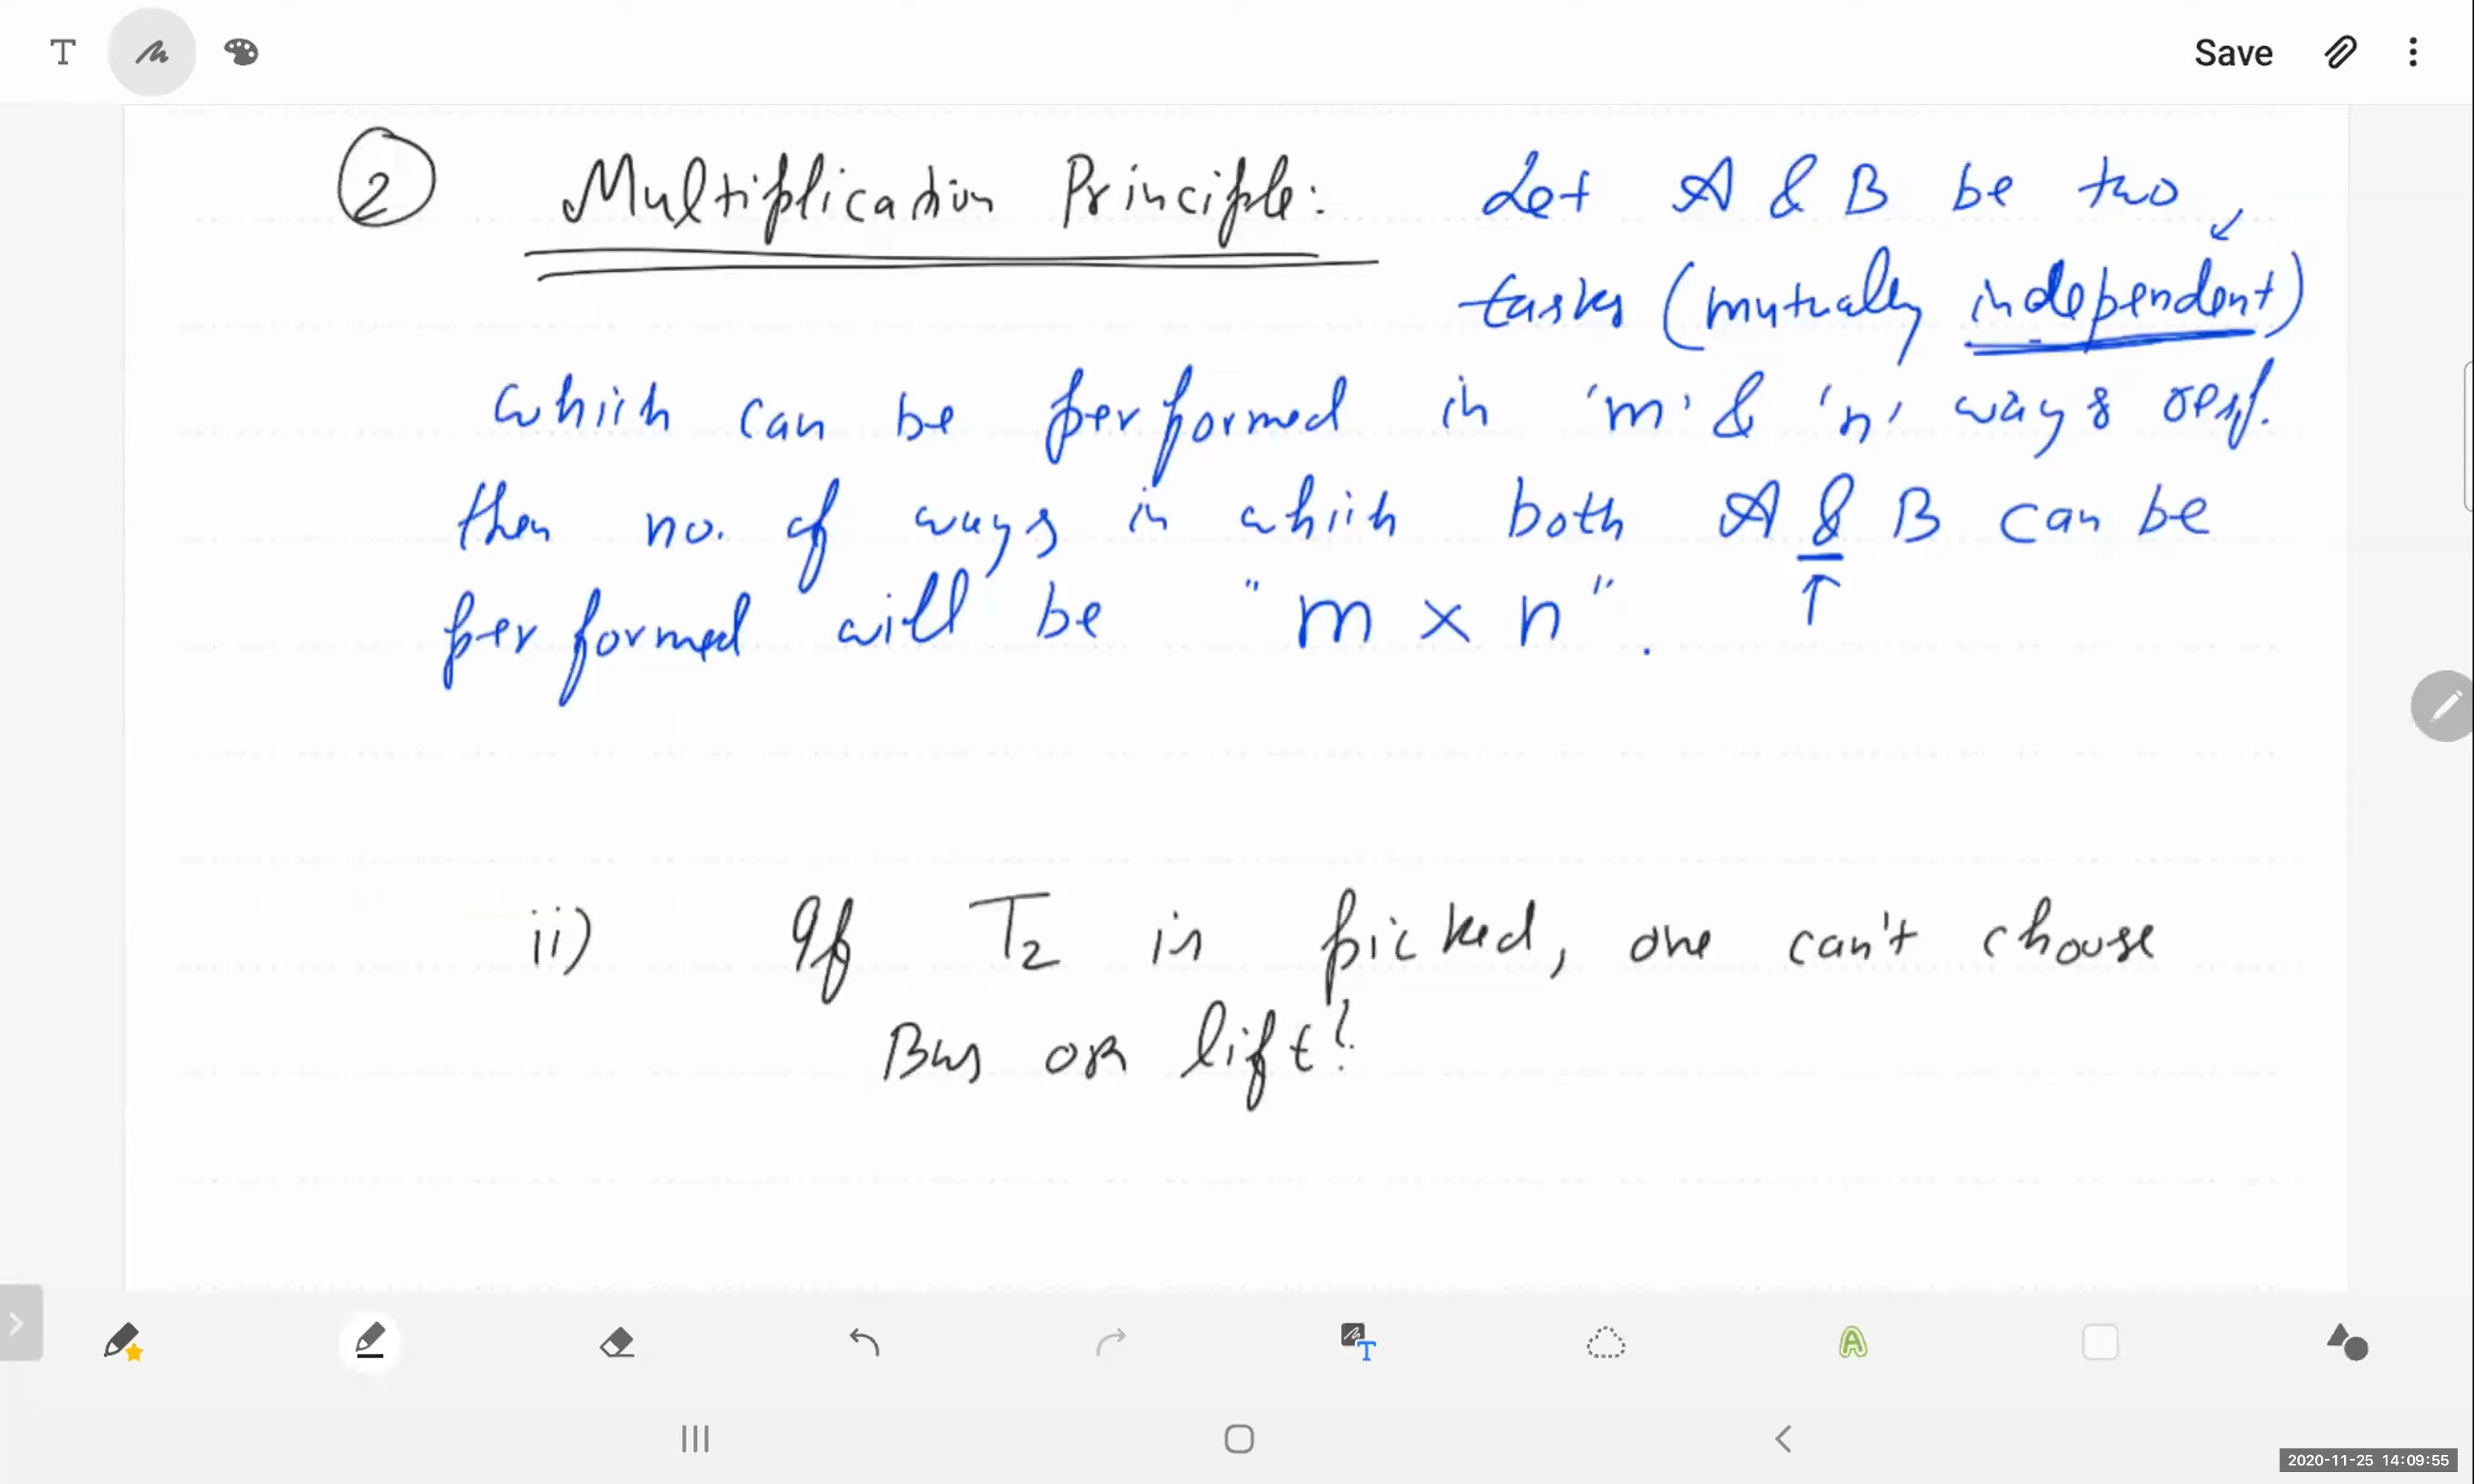 T
Save
2 Multiplication Principle: Let A & B be two
tasks (mutually independent)
which can be performed in 'm' & 'n' ways resp.
then no. of ways in which both A & B can be
performed will be "m × n".
ii) If T2 is picked, one can't choose
Bus or lift?
T
A
2020-11-25 14:09:55